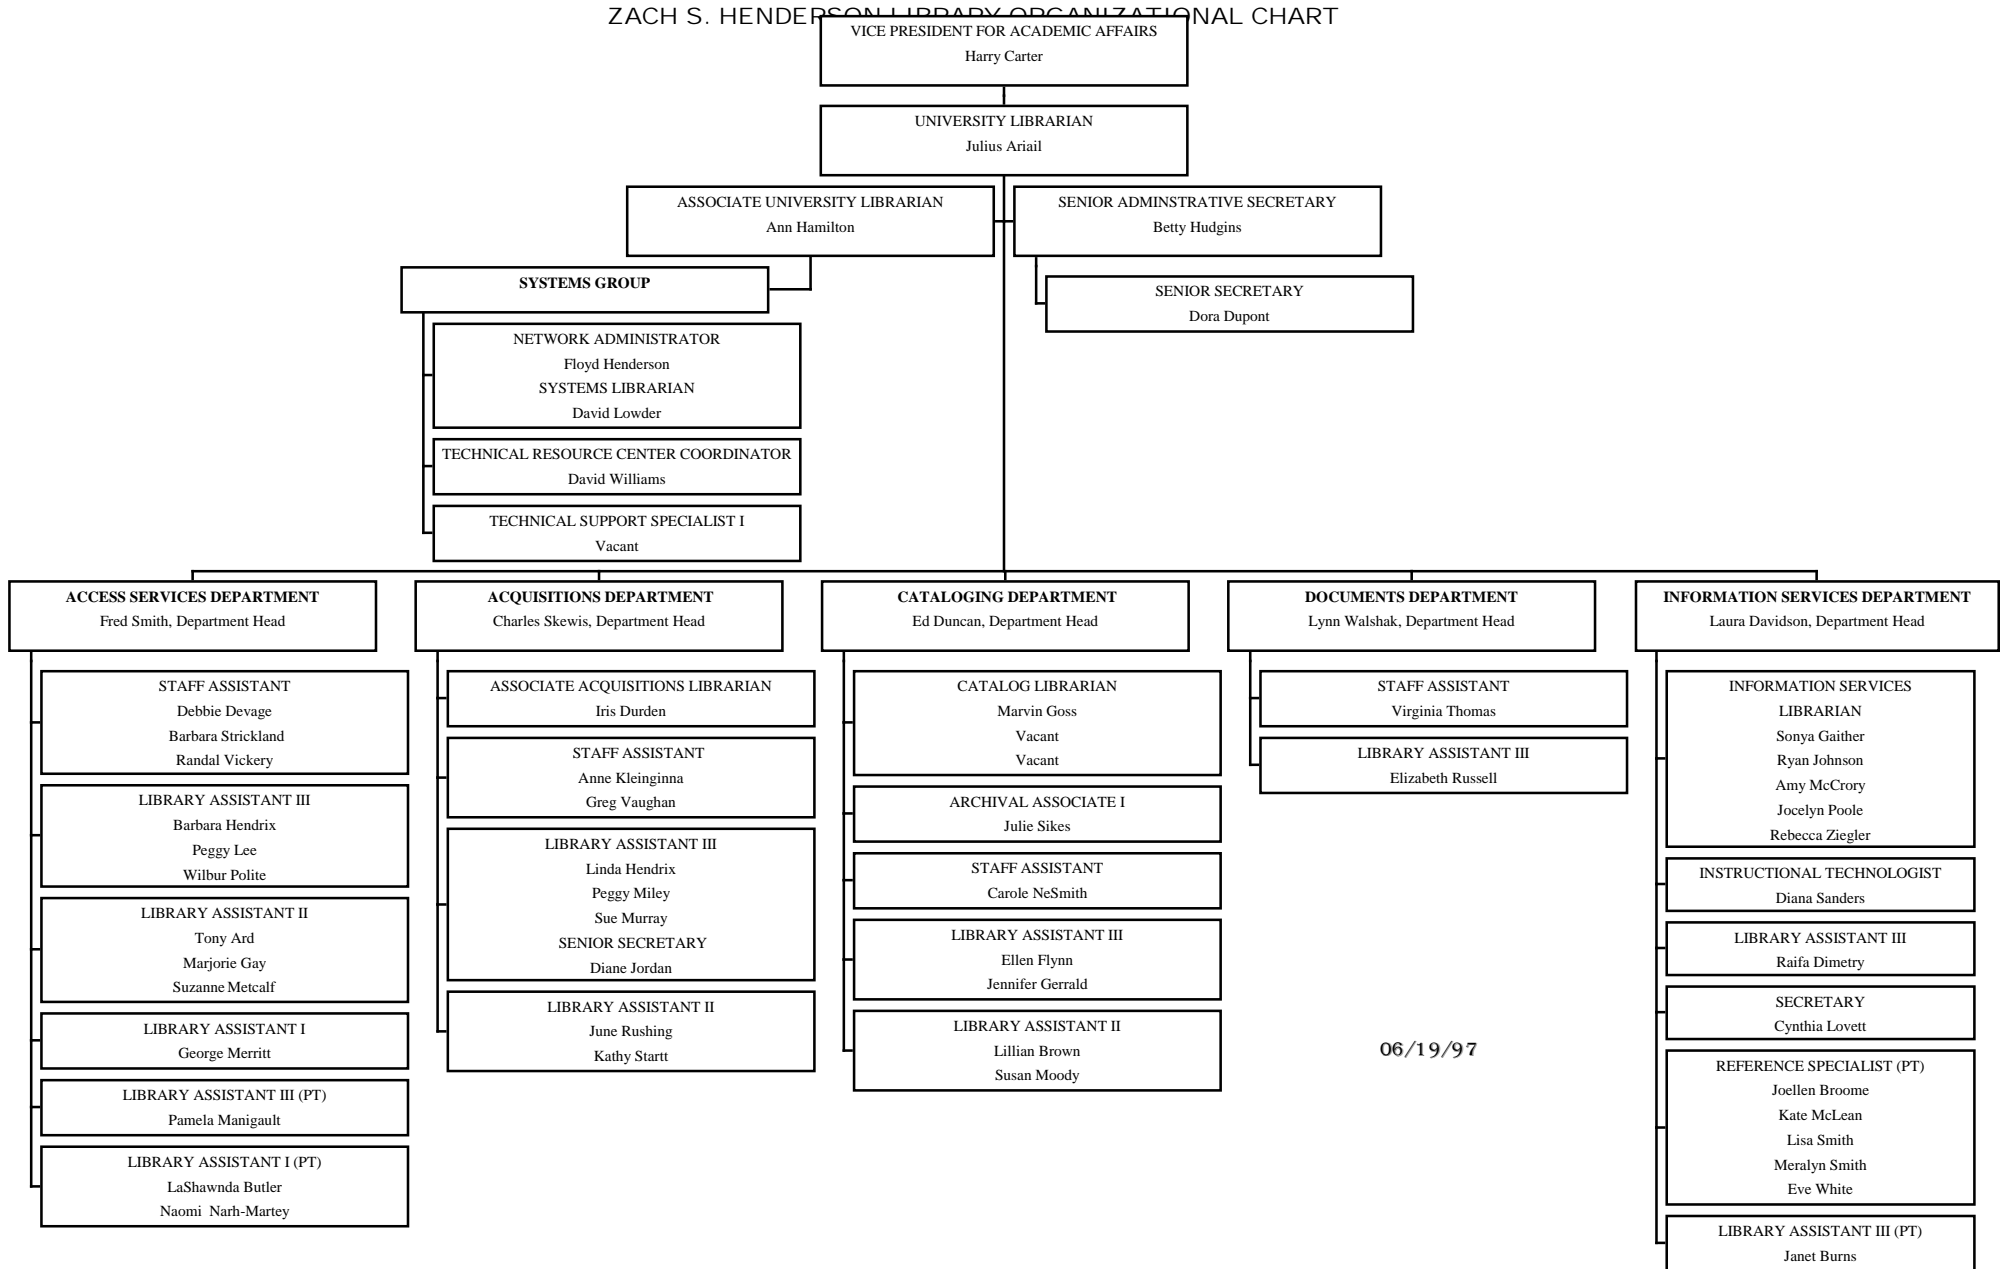 ZACH S. HENDERSON LIBRARY ORGANIZATIONAL CHART
VICE PRESIDENT FOR ACADEMIC AFFAIRS
Harry Carter
UNIVERSITY LIBRARIAN
Julius Ariail
ASSOCIATE UNIVERSITY LIBRARIAN
Ann Hamilton
SENIOR ADMINSTRATIVE SECRETARY
Betty Hudgins
SENIOR SECRETARY
Dora Dupont
SYSTEMS GROUP
NETWORK ADMINISTRATOR
Floyd Henderson
SYSTEMS LIBRARIAN
David Lowder
TECHNICAL RESOURCE CENTER COORDINATOR
David Williams
TECHNICAL SUPPORT SPECIALIST I
Vacant
ACCESS SERVICES DEPARTMENT
Fred Smith, Department Head
STAFF ASSISTANT
Debbie Devage
Barbara Strickland
Randal Vickery
LIBRARY ASSISTANT III
Barbara Hendrix
Peggy Lee
Wilbur Polite
LIBRARY ASSISTANT II
Tony Ard
Marjorie Gay
Suzanne Metcalf
LIBRARY ASSISTANT I
George Merritt
LIBRARY ASSISTANT III (PT)
Pamela Manigault
LIBRARY ASSISTANT I (PT)
LaShawnda Butler
Naomi Narh-Martey
ACQUISITIONS DEPARTMENT
Charles Skewis, Department Head
ASSOCIATE ACQUISITIONS LIBRARIAN
Iris Durden
STAFF ASSISTANT
Anne Kleinginna
Greg Vaughan
LIBRARY ASSISTANT III
Linda Hendrix
Peggy Miley
Sue Murray
SENIOR SECRETARY
Diane Jordan
LIBRARY ASSISTANT II
June Rushing
Kathy Startt
CATALOGING DEPARTMENT
Ed Duncan, Department Head
CATALOG LIBRARIAN
Marvin Goss
Vacant
Vacant
ARCHIVAL ASSOCIATE I
Julie Sikes
STAFF ASSISTANT
Carole NeSmith
LIBRARY ASSISTANT III
Ellen Flynn
Jennifer Gerrald
LIBRARY ASSISTANT II
Lillian Brown
Susan Moody
DOCUMENTS DEPARTMENT
Lynn Walshak, Department Head
STAFF ASSISTANT
Virginia Thomas
LIBRARY ASSISTANT III
Elizabeth Russell
06/19/97
INFORMATION SERVICES DEPARTMENT
Laura Davidson, Department Head
INFORMATION SERVICES
LIBRARIAN
Sonya Gaither
Ryan Johnson
Amy McCrory
Jocelyn Poole
Rebecca Ziegler
INSTRUCTIONAL TECHNOLOGIST
Diana Sanders
LIBRARY ASSISTANT III
Raifa Dimetry
SECRETARY
Cynthia Lovett
REFERENCE SPECIALIST (PT)
Joellen Broome
Kate McLean
Lisa Smith
Meralyn Smith
Eve White
LIBRARY ASSISTANT III (PT)
Janet Burns